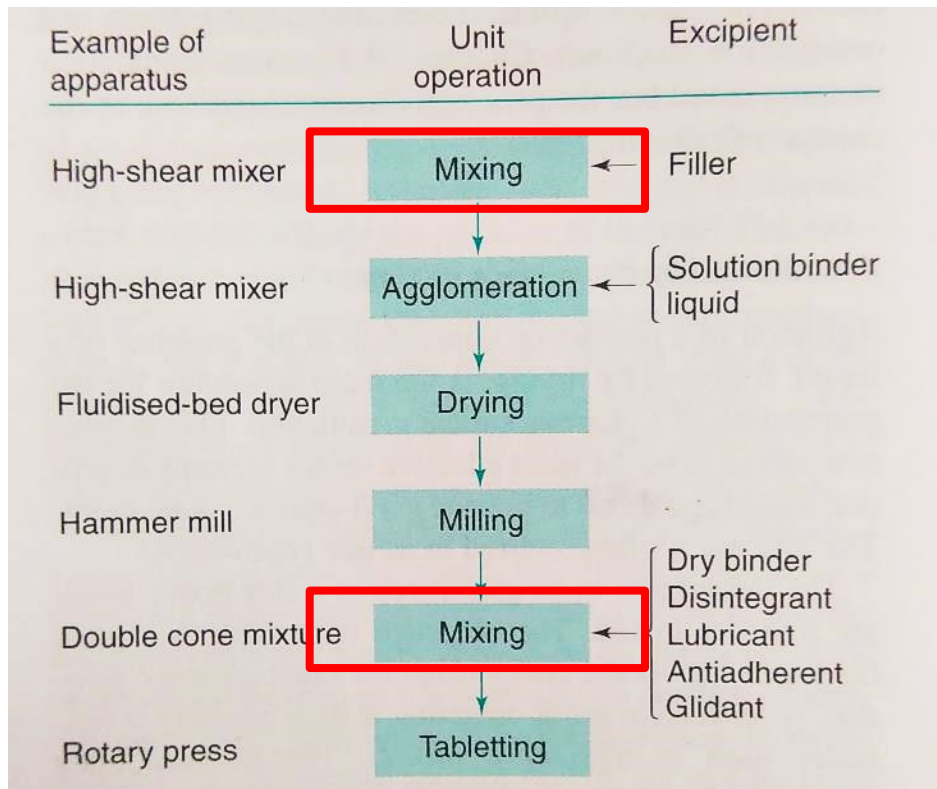 Example of apparatus
Unit operation
Excipient
High-shear mixer
Mixing
Filler
High-shear mixer
Agglomeration
Solution binder
liquid
Fluidised-bed dryer
Drying
Hammer mill
Milling
Double cone mixture
Mixing
Dry binder
Disintegrant
Lubricant
Antiadherent
Glidant
Rotary press
Tabletting